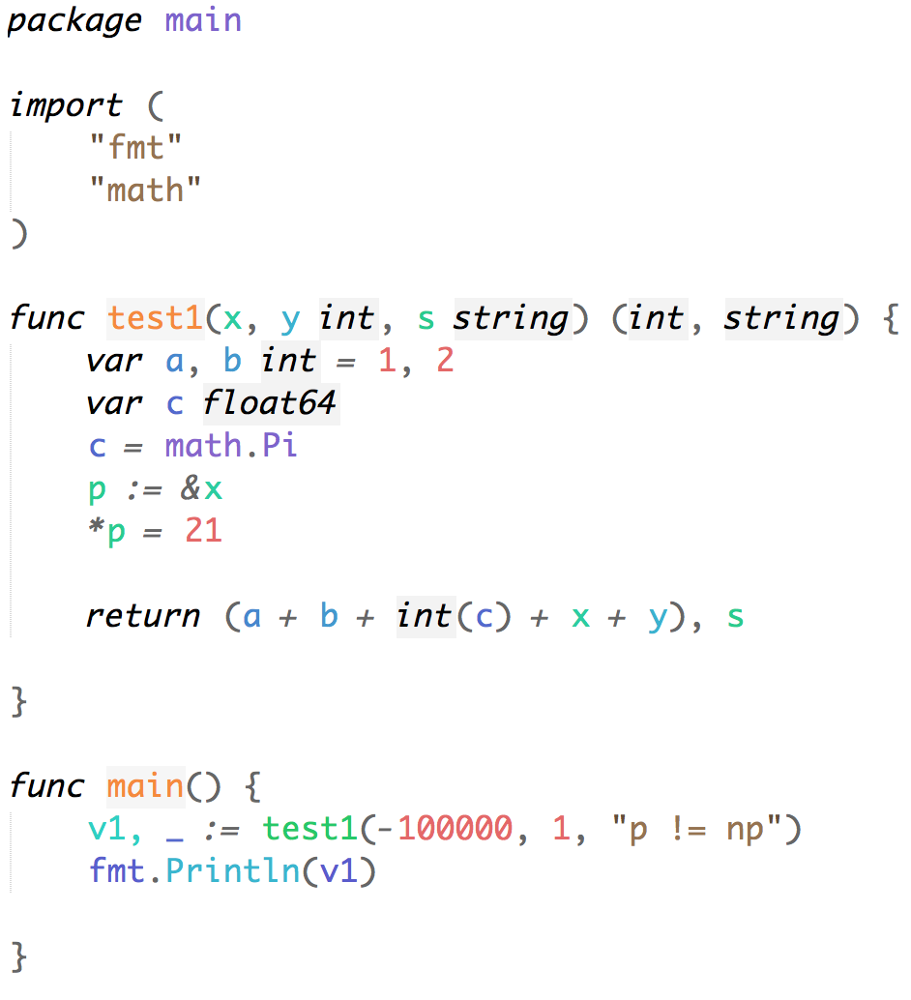 package main
import (
"fmt"
"math"
)
func test1(x, y int, s string) (int, string) {
var a, b int = 1, 2
var c float64
c = math.Pi
p := &x
*p = 21
return (a + b + int(c) + x + y), s
}
func main() {
v1, _ := test1(-100000, 1, "p != np")
fmt.Println(v1)
}